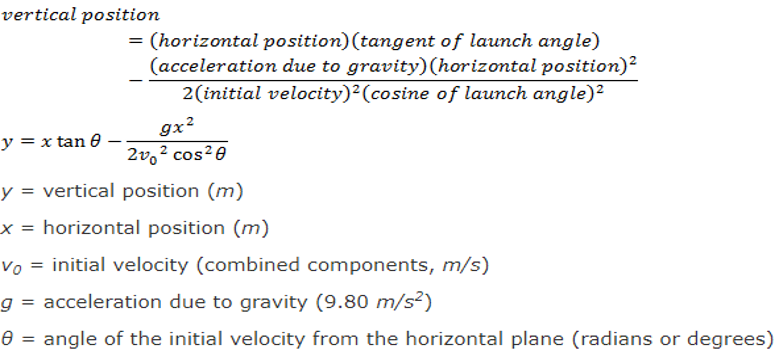 vertical position
= (horizontal position)(tangent of launch angle)
− (acceleration due to gravity)(horizontal position)²
2(initial velocity)²(cosine of launch angle)²
y = x tan θ − gx²
2v₀² cos² θ
y = vertical position (m)
x = horizontal position (m)
v₀ = initial velocity (combined components, m/s)
g = acceleration due to gravity (9.80 m/s²)
θ = angle of the initial velocity from the horizontal plane (radians or degrees)